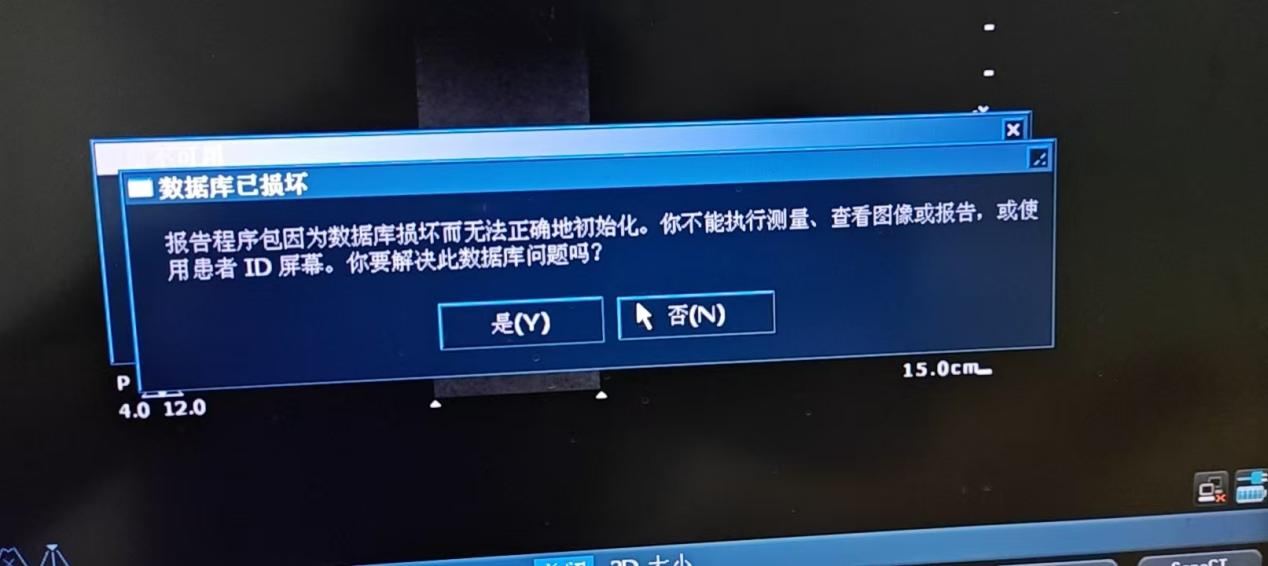 数据库已损坏
报告程序包因为数据库损坏而无法正确地初始化。你不能执行测量、查看图像或报告，或使
用患者 ID 屏幕。你要解决此数据库问题吗？
是(Y) 否(N)
P
15.0cm
4.0 12.0
2D 大小